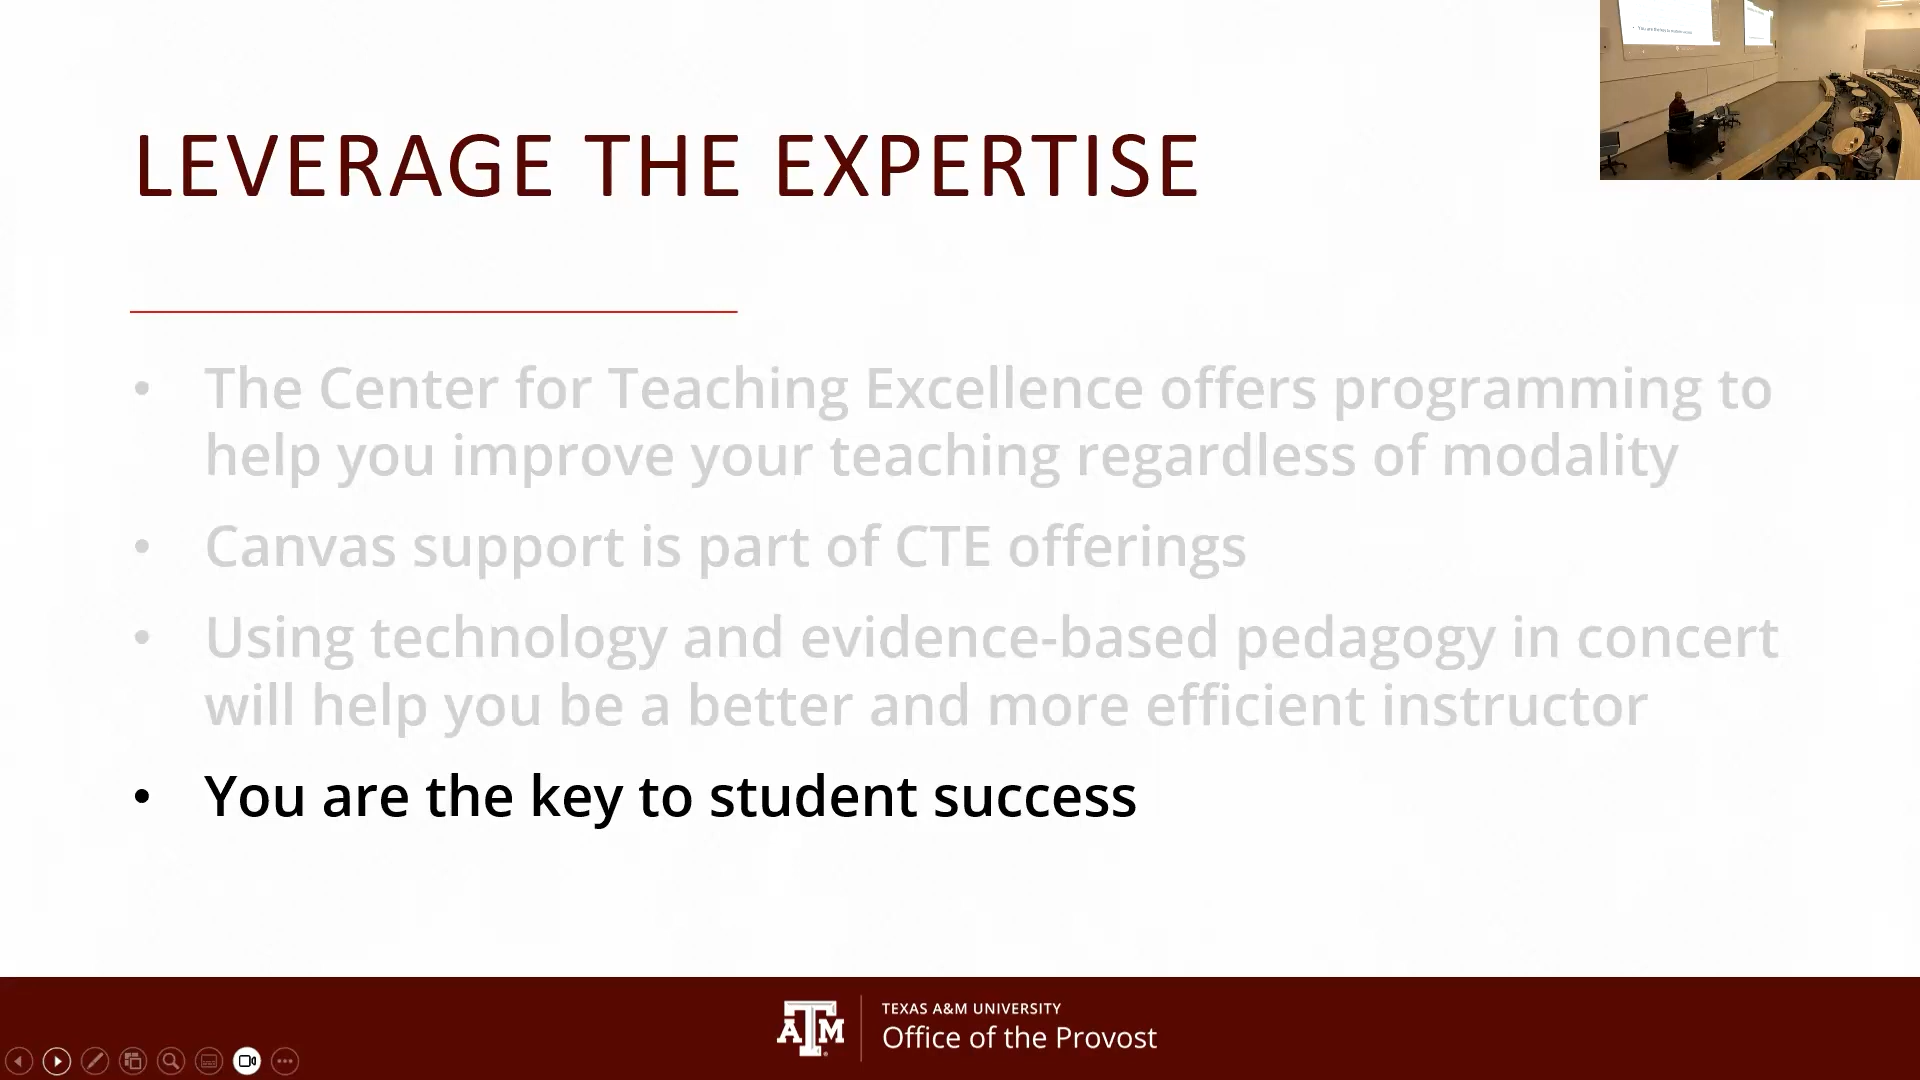 LEVERAGE THE EXPERTISE
• The Center for Teaching Excellence offers programming to
help you improve your teaching regardless of modality
• Canvas support is part of CTE offerings
• Using technology and evidence-based pedagogy in concert
will help you be a better and more efficient instructor
• You are the key to student success
ATM
TEXAS A&M UNIVERSITY
Office of the Provost